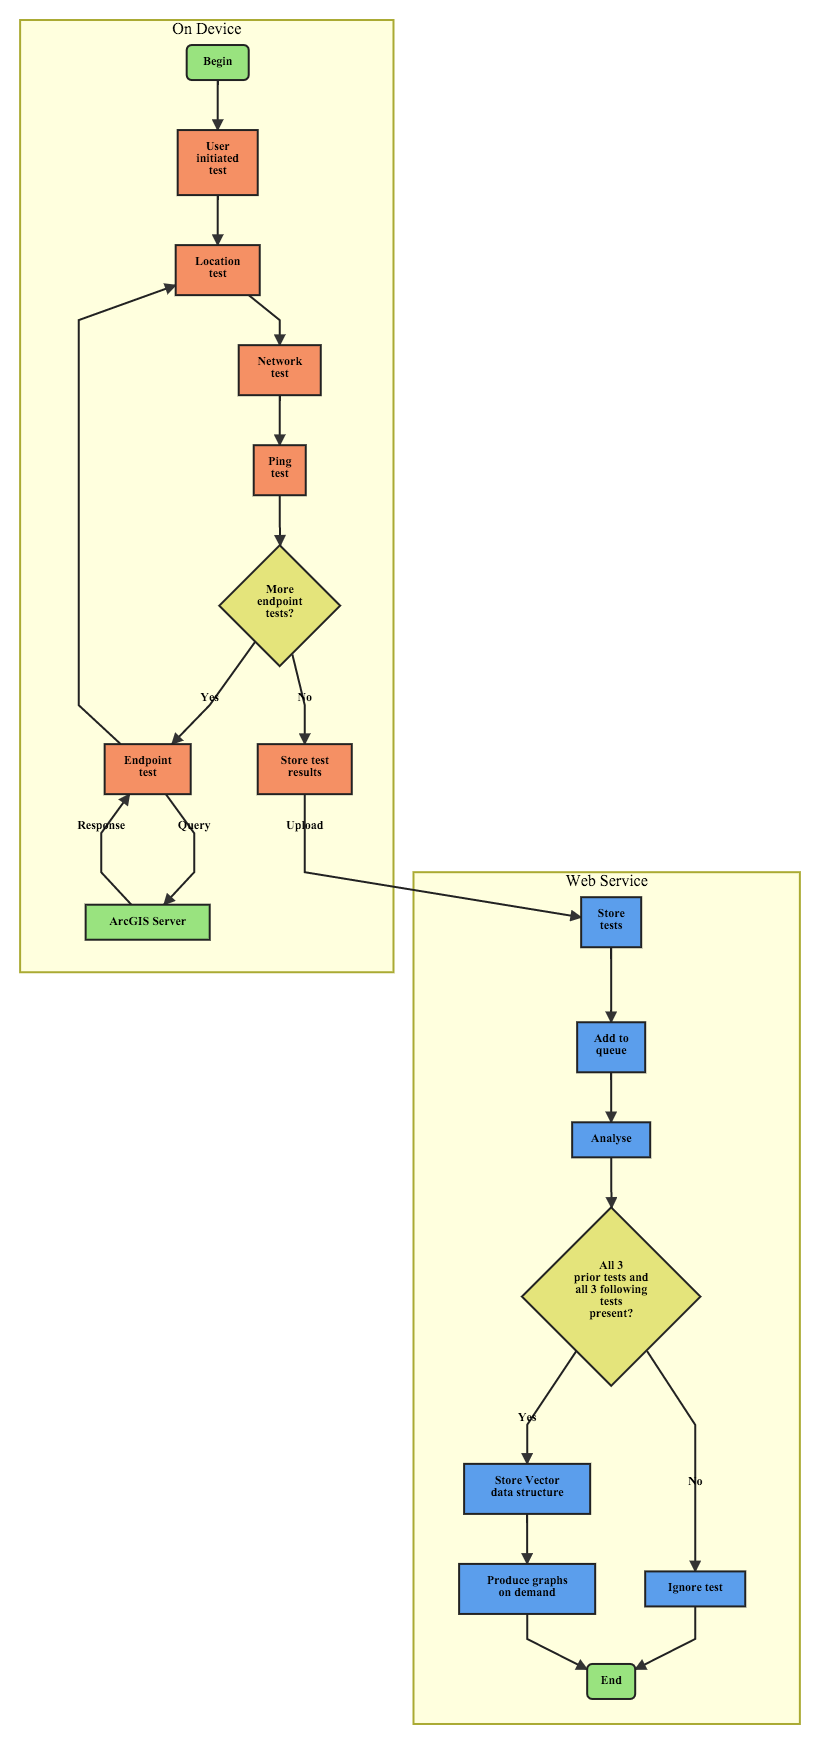 On Device
Begin
User
initiated
test
Location
test
Network
test
Ping
test
More
endpoint
tests?
Yes
No
Endpoint
test
Store test
results
Response
Query
Upload
ArcGIS Server
Web Service
Store
tests
Add to
queue
Analyse
All 3
prior tests and
all 3 following
tests
present?
Yes
No
Store Vector
data structure
Produce graphs
on demand
Ignore test
End